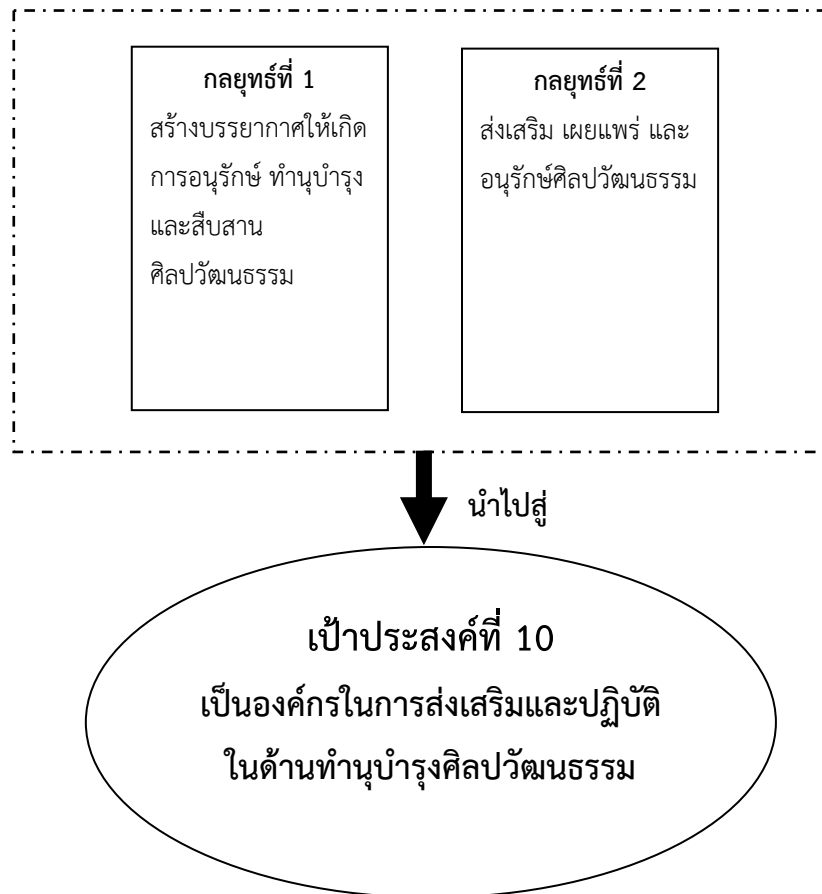 กลยุทธ์ที่ 1
สร้างบรรยากาศให้เกิด
การอนุรักษ์ ทำนุบำรุง
และสืบสาน
ศิลปวัฒนธรรม
กลยุทธ์ที่ 2
ส่งเสริม เผยแพร่ และ
อนุรักษ์ศิลปวัฒนธรรม
นำไปสู่
เป้าประสงค์ที่ 10
เป็นองค์กรในการส่งเสริมและปฏิบัติ
ในด้านทำนุบำรุงศิลปวัฒนธรรม